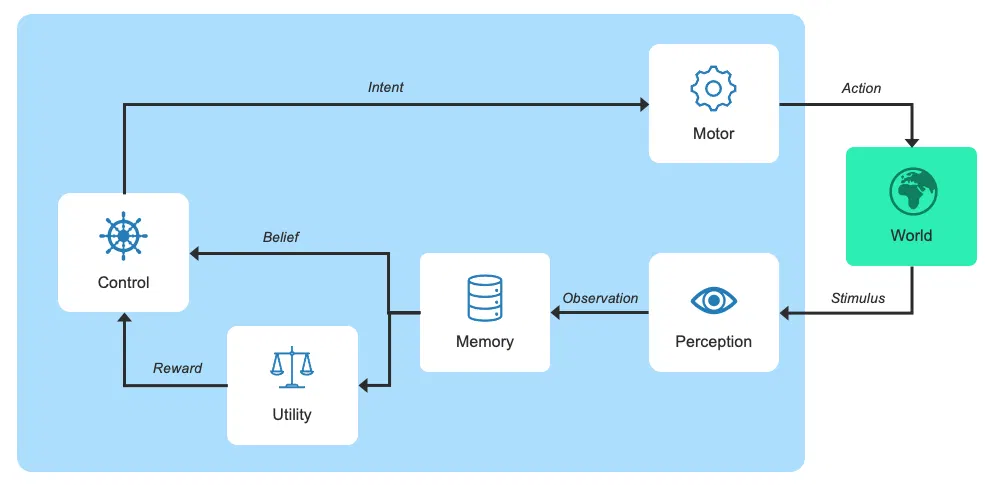 Intent
Action
Motor
World
Belief
Control
Observation
Stimulus
Memory
Perception
Reward
Utility